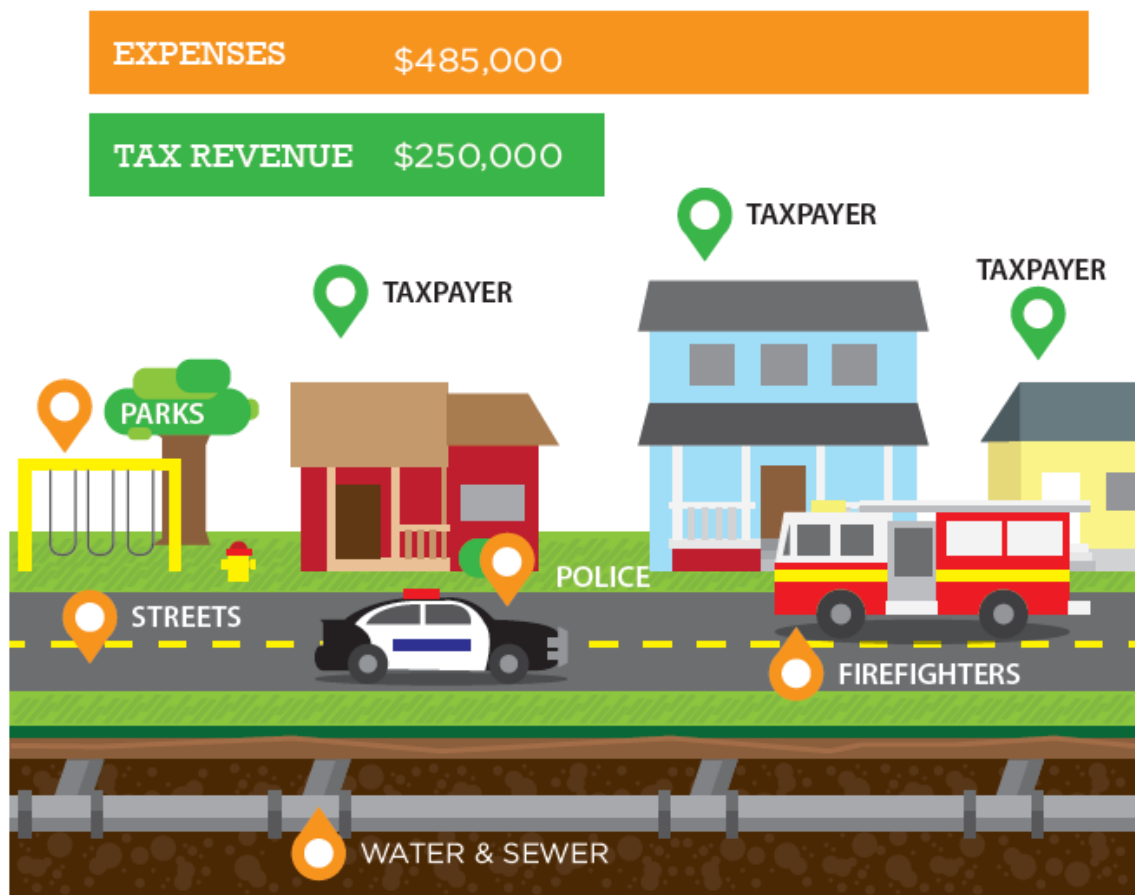 EXPENSES $485,000
TAX REVENUE $250,000
TAXPAYER
TAXPAYER
TAXPAYER
PARKS
POLICE
STREETS
FIREFIGHTERS
WATER & SEWER